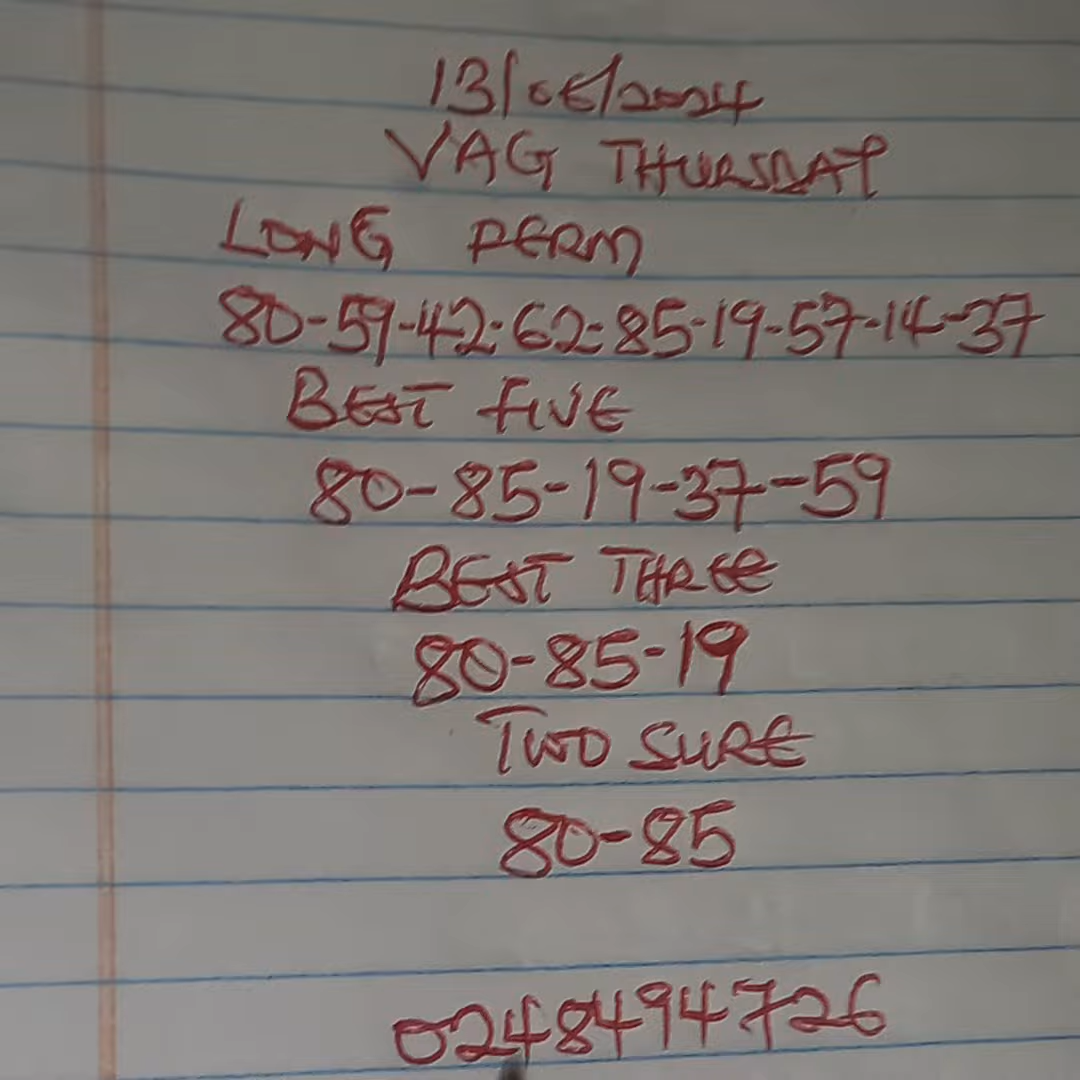 13/06/2024
VAG THURSDAY
LONG PERM
80-59-42-62-85-19-57-14-37
BEST FIVE
80-85-19-37-59
BEST THREE
80-85-19
TWO SURE
80-85
0248494726